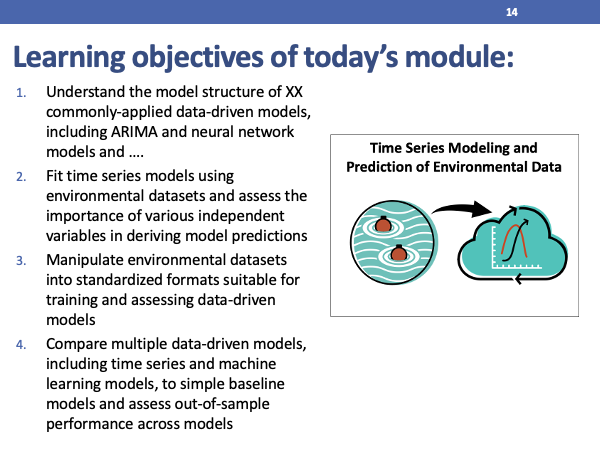 14
Learning objectives of today's module:
1. Understand the model structure of XX
commonly-applied data-driven models,
including ARIMA and neural network
models and ....
2. Fit time series models using
environmental datasets and assess the
importance of various independent
variables in deriving model predictions
3. Manipulate environmental datasets
into standardized formats suitable for
training and assessing data-driven
models
4. Compare multiple data-driven models,
including time series and machine
learning models, to simple baseline
models and assess out-of-sample
performance across models
Time Series Modeling and
Prediction of Environmental Data